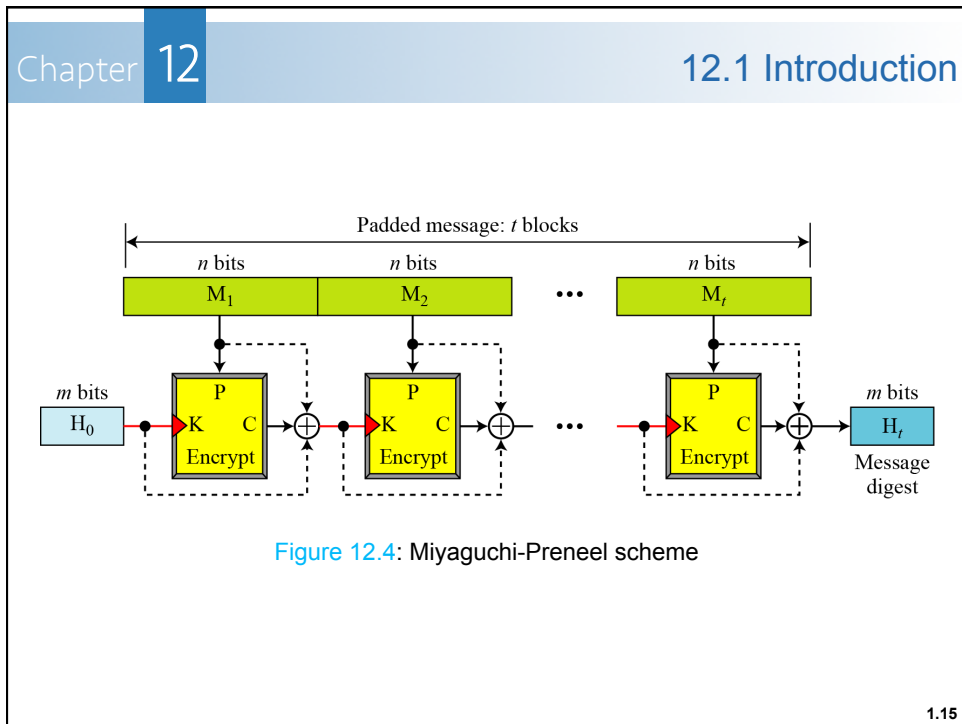 Chapter 12
12.1 Introduction
Padded message: t blocks
n bits n bits n bits
M1 M2 ... Mt
m bits P P P m bits
H0 K C K C ... K C Ht
Encrypt Encrypt Encrypt Message
digest
Figure 12.4: Miyaguchi-Preneel scheme
1.15